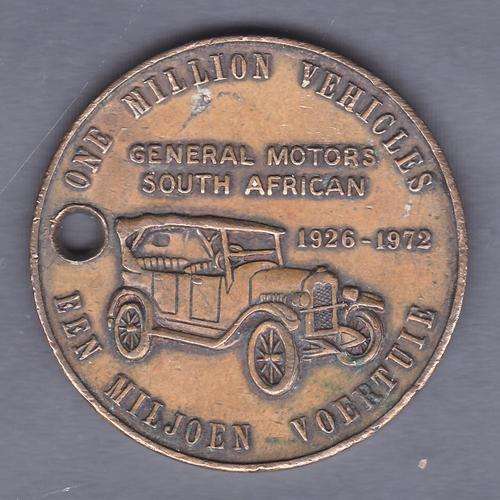 ONE MILLION VEHICLES
GENERAL MOTORS
SOUTH AFRICAN
1926-1972
EEN MILJOEN VOERTUIE